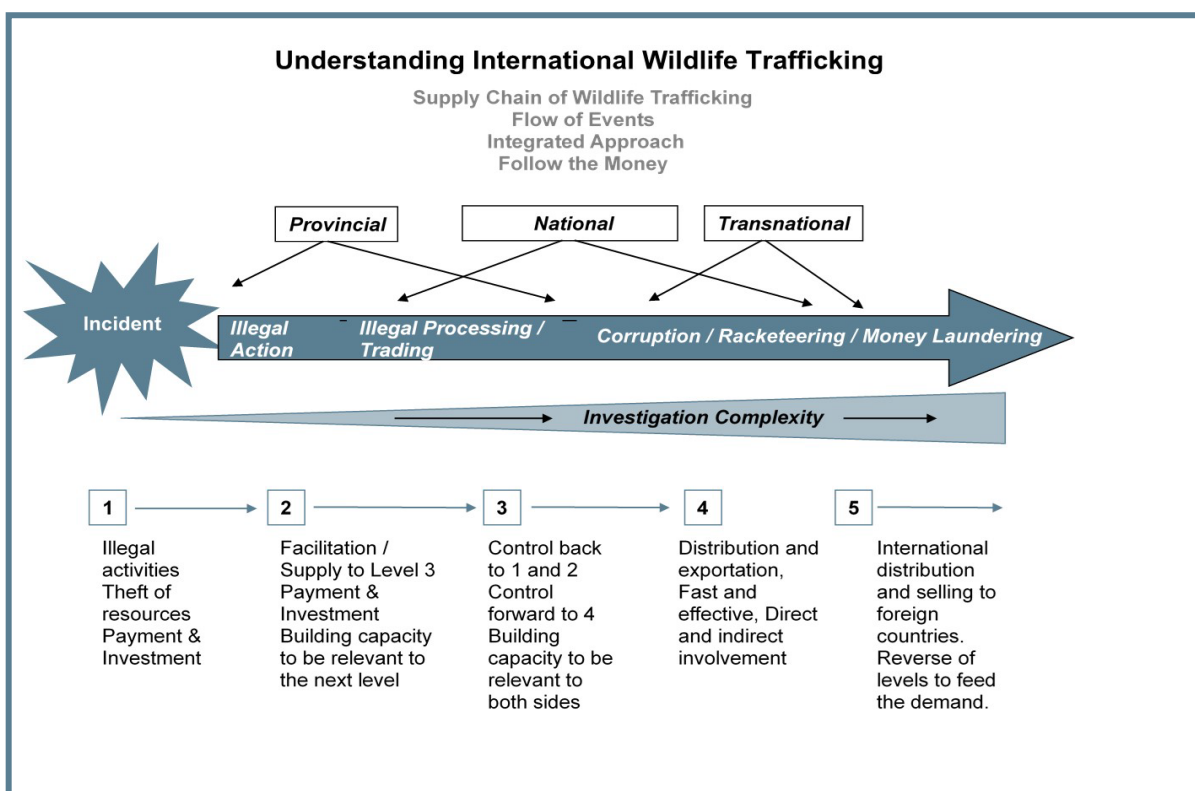 Understanding International Wildlife Trafficking
Supply Chain of Wildlife Trafficking
Flow of Events
Integrated Approach
Follow the Money
Provincial
National
Transnational
Incident
Illegal
Action
Illegal Processing /
Trading
Corruption / Racketeering / Money Laundering
Investigation Complexity
1
Illegal
activities
Theft of
resources
Payment &
Investment
2
Facilitation /
Supply to Level 3
Payment &
Investment
Building capacity
to be relevant to
the next level
3
Control back
to 1 and 2
Control
forward to 4
Building
capacity to be
relevant to
both sides
4
Distribution and
exportation,
Fast and
effective, Direct
and indirect
involvement
5
International
distribution
and selling to
foreign
countries.
Reverse of
levels to feed
the demand.